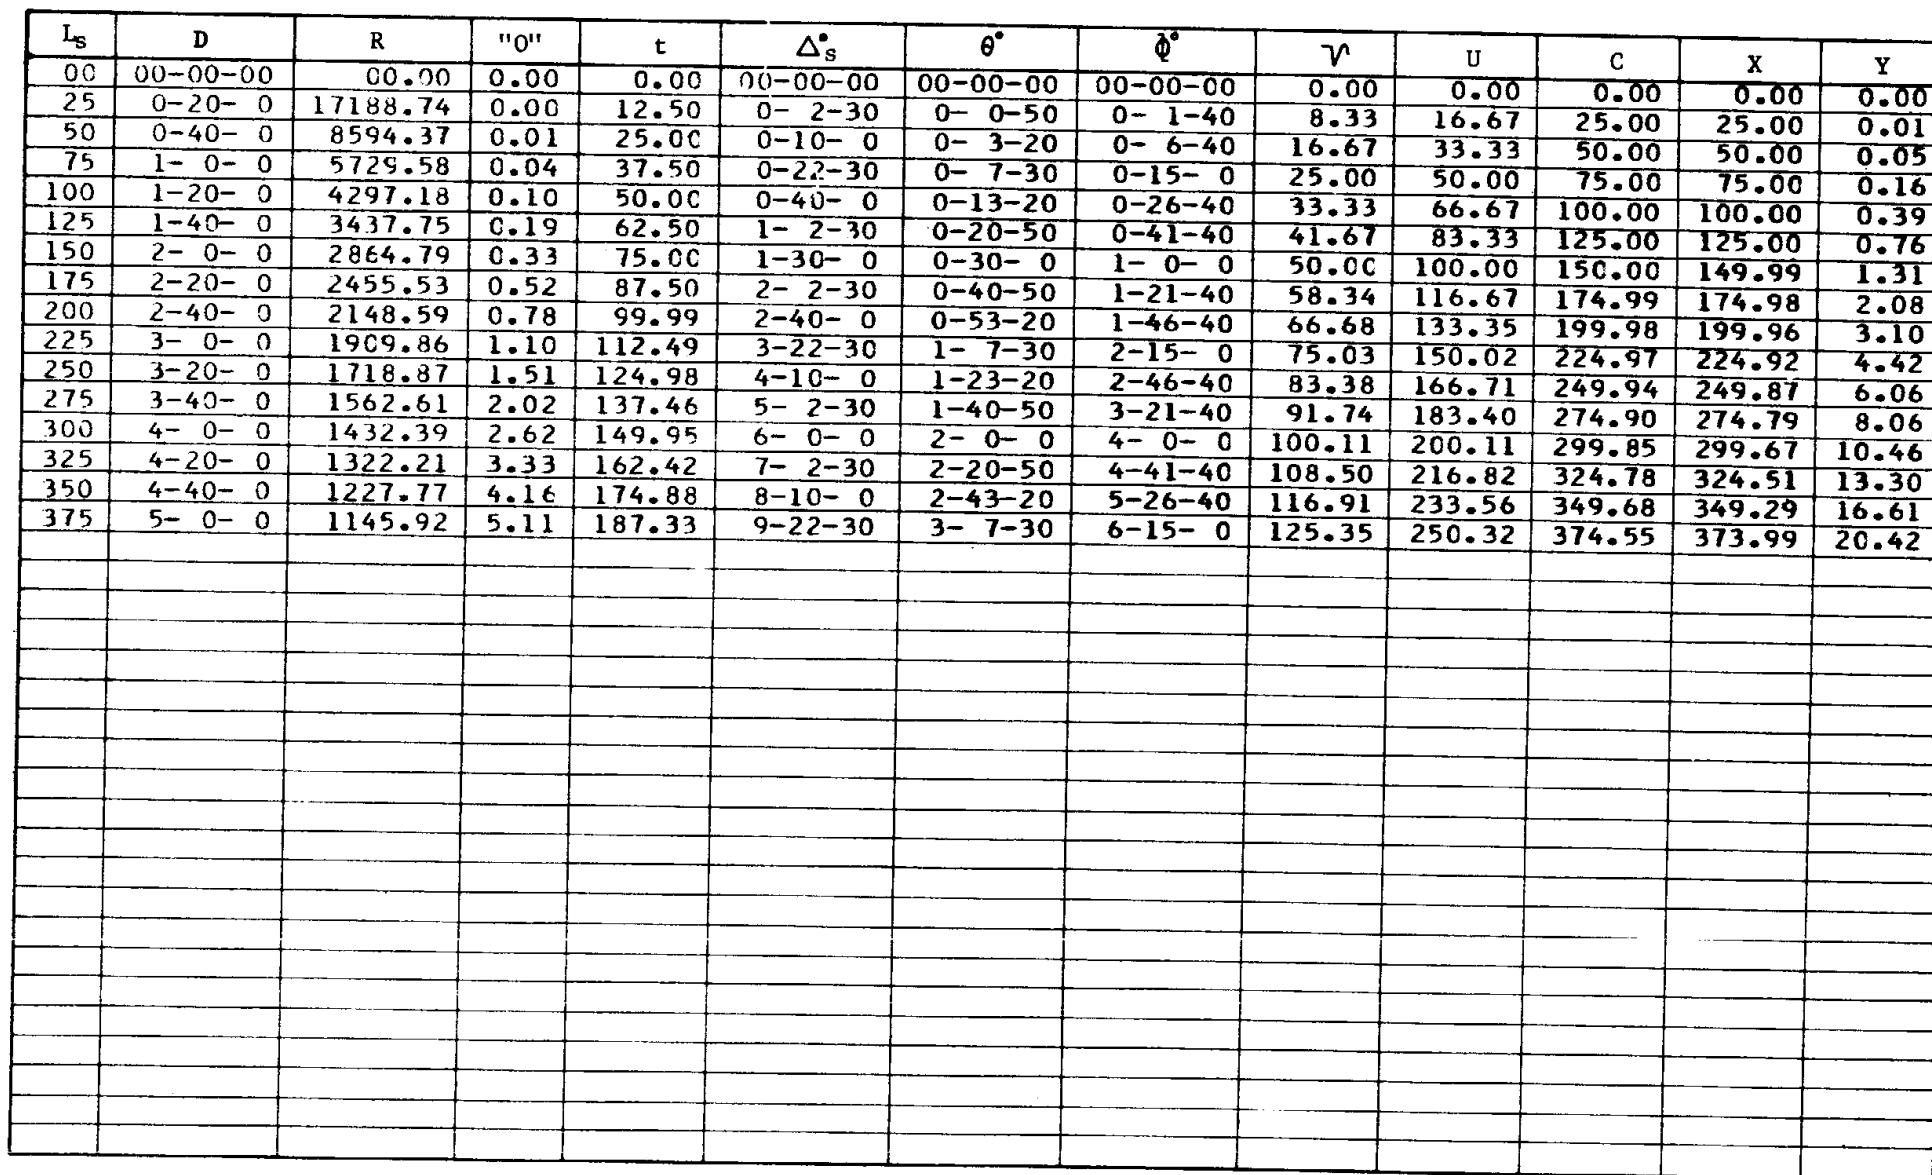 Ls D R "O" t Δ°s θ° Φ° V U C X Y
00 00-00-00 00.00 0.00 0.00 00-00-00 00-00-00 00-00-00 0.00 0.00 0.00 0.00 0.00
25 0-20- 0 17188.74 0.00 12.50 0- 2-30 0- 0-50 0- 1-40 8.33 16.67 25.00 25.00 0.01
50 0-40- 0 8594.37 0.01 25.00 0-10- 0 0- 3-20 0- 6-40 16.67 33.33 50.00 50.00 0.05
75 1- 0- 0 5729.58 0.04 37.50 0-22-30 0- 7-30 0-15- 0 25.00 50.00 75.00 75.00 0.16
100 1-20- 0 4297.18 0.10 50.00 0-40- 0 0-13-20 0-26-40 33.33 66.67 100.00 100.00 0.39
125 1-40- 0 3437.75 0.19 62.50 1- 2-30 0-20-50 0-41-40 41.67 83.33 125.00 125.00 0.76
150 2- 0- 0 2864.79 0.33 75.00 1-30- 0 0-30- 0 1- 0- 0 50.00 100.00 150.00 149.99 1.31
175 2-20- 0 2455.53 0.52 87.50 2- 2-30 0-40-50 1-21-40 58.34 116.67 174.99 174.98 2.08
200 2-40- 0 2148.59 0.78 99.99 2-40- 0 0-53-20 1-46-40 66.68 133.35 199.98 199.96 3.10
225 3- 0- 0 1909.86 1.10 112.49 3-22-30 1- 7-30 2-15- 0 75.03 150.02 224.97 224.92 4.42
250 3-20- 0 1718.87 1.51 124.98 4-10- 0 1-23-20 2-46-40 83.38 166.71 249.94 249.87 6.06
275 3-40- 0 1562.61 2.02 137.46 5- 2-30 1-40-50 3-21-40 91.74 183.40 274.90 274.79 8.06
300 4- 0- 0 1432.39 2.62 149.95 6- 0- 0 2- 0- 0 4- 0- 0 100.11 200.11 299.85 299.67 10.46
325 4-20- 0 1322.21 3.33 162.42 7- 2-30 2-20-50 4-41-40 108.50 216.82 324.78 324.51 13.30
350 4-40- 0 1227.77 4.16 174.88 8-10- 0 2-43-20 5-26-40 116.91 233.56 349.68 349.29 16.61
375 5- 0- 0 1145.92 5.11 187.33 9-22-30 3- 7-30 6-15- 0 125.35 250.32 374.55 373.99 20.42